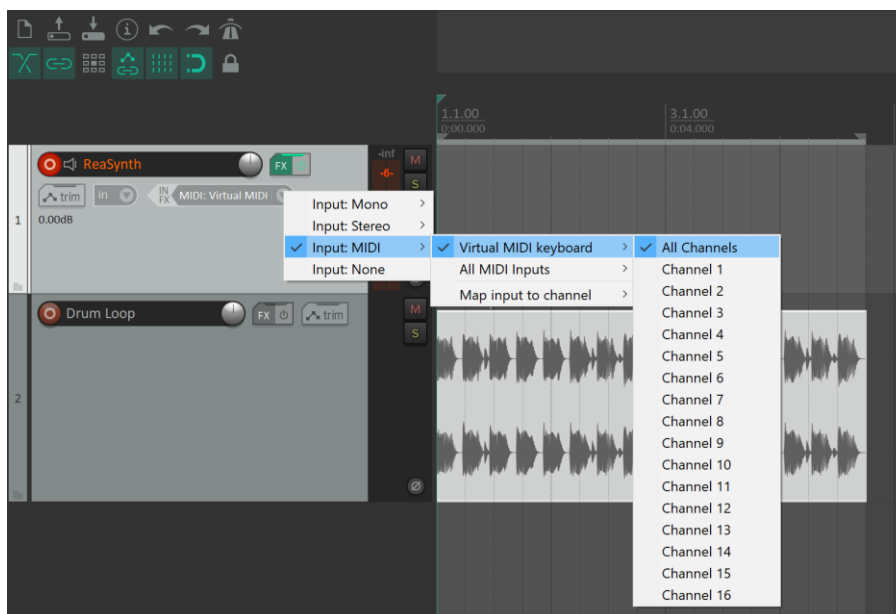 1.1.00
3.1.00
0:00.000
0:04.000
ReaSynth
FX
-inf
M
-6-
S
trim
in
IN FX
MIDI: Virtual MIDI
1
0.00dB
Input: Mono
Input: Stereo
Input: MIDI
Input: None
Virtual MIDI keyboard
All MIDI Inputs
Map input to channel
All Channels
Channel 1
Channel 2
Channel 3
Channel 4
Channel 5
Channel 6
Channel 7
Channel 8
Channel 9
Channel 10
Channel 11
Channel 12
Channel 13
Channel 14
Channel 15
Channel 16
Drum Loop
FX
trim
M
S
2